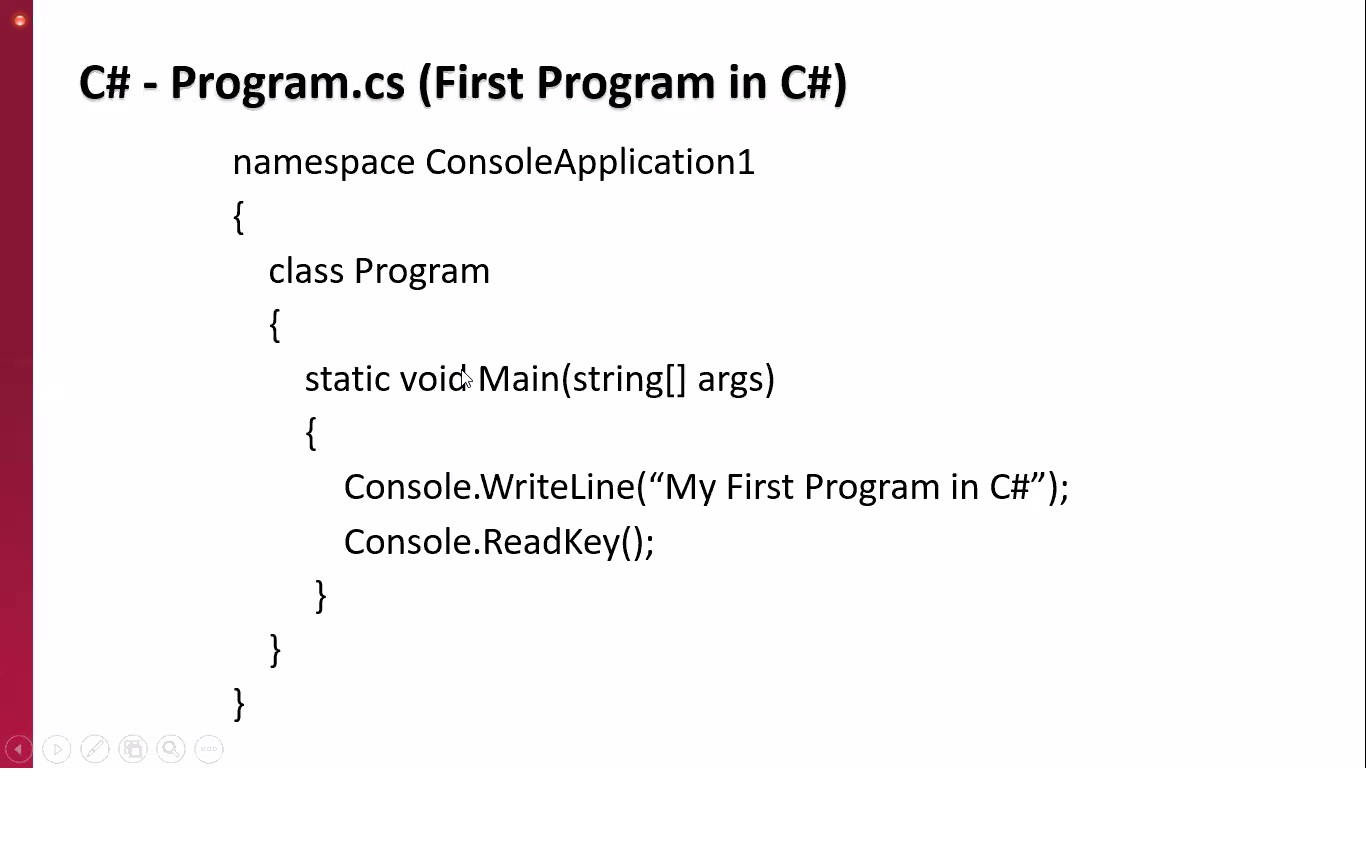 C# - Program.cs (First Program in C#)
namespace ConsoleApplication1
{
class Program
{
static void Main(string[] args)
{
Console.WriteLine(“My First Program in C#”);
Console.ReadKey();
}
}
}